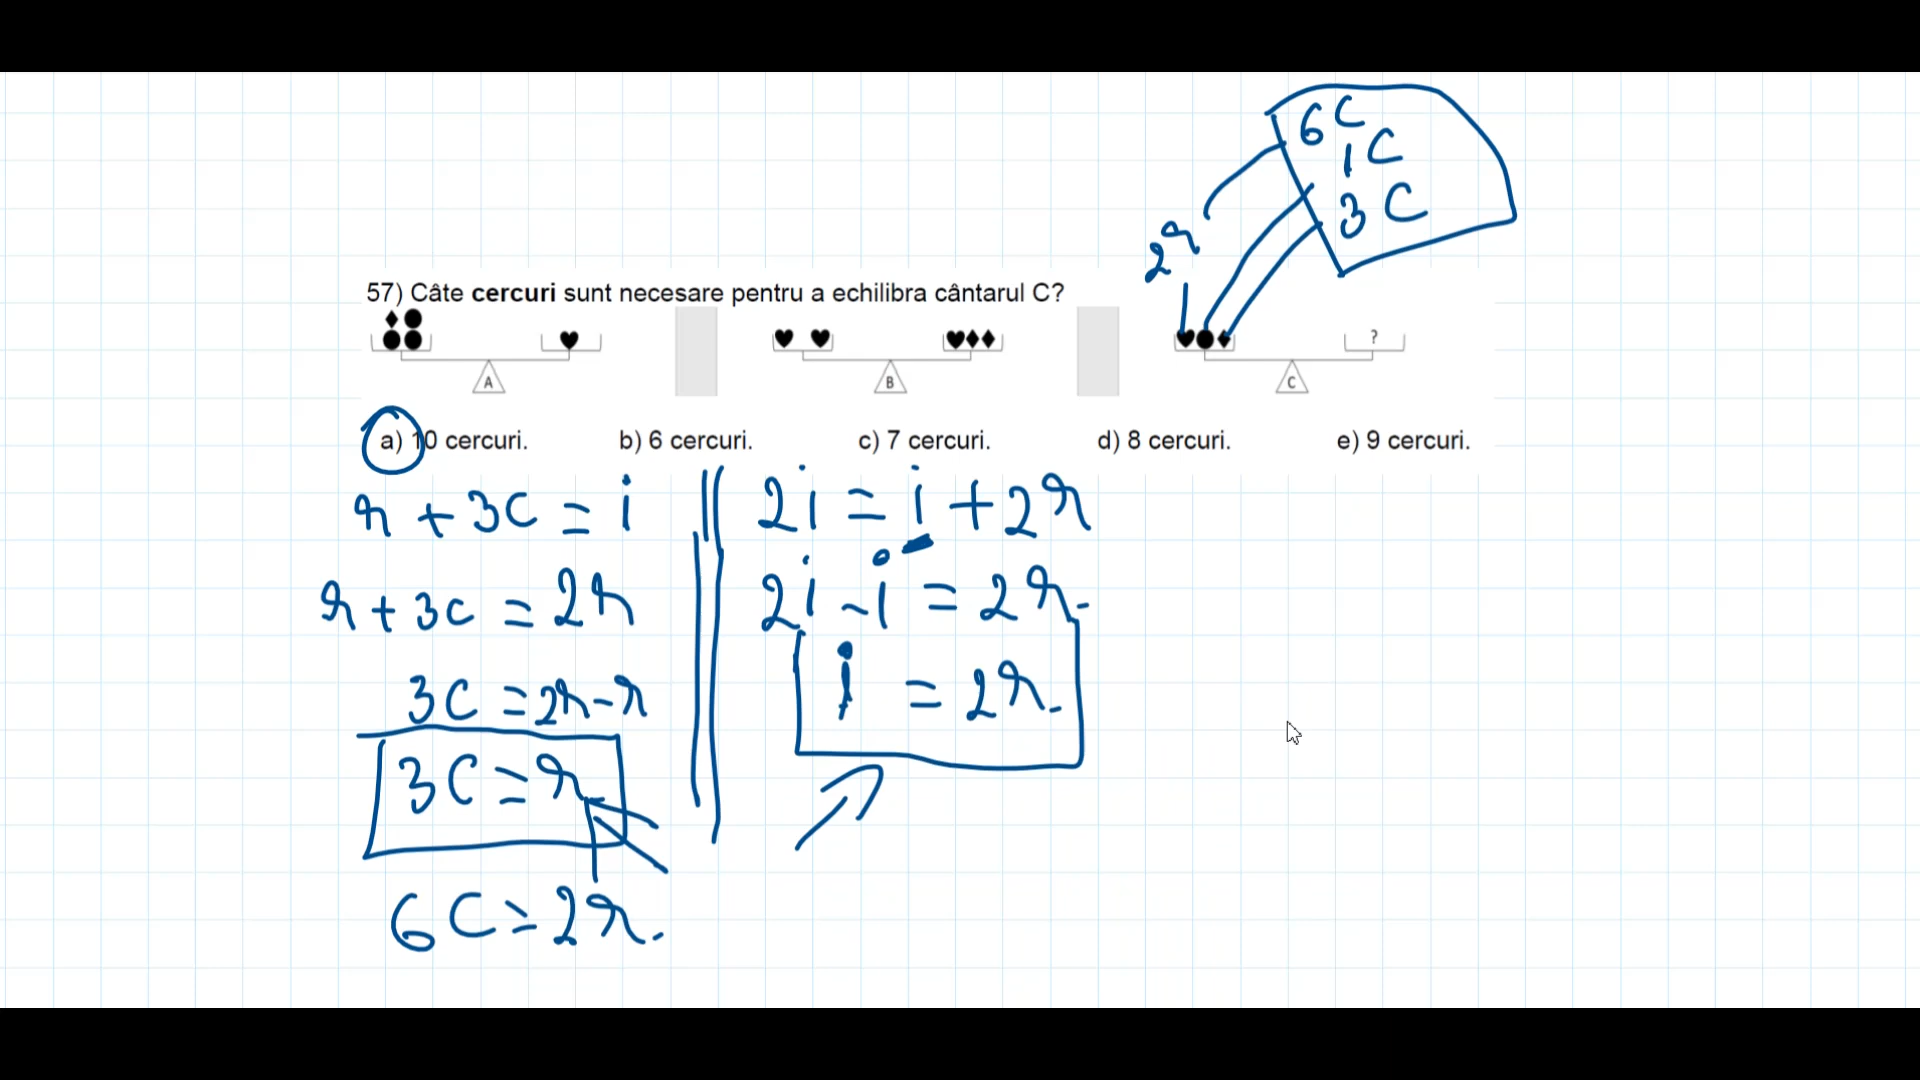 6C
1C
3C
2r
57) Câte cercuri sunt necesare pentru a echilibra cântarul C?
?
A
B
C
a) 10 cercuri. b) 6 cercuri. c) 7 cercuri. d) 8 cercuri. e) 9 cercuri.
r + 3C = i
r + 3C = 2r
3C = 2r - r
3C = r
6C = 2r.
2i = i + 2r
2i - i = 2r.
i = 2r.